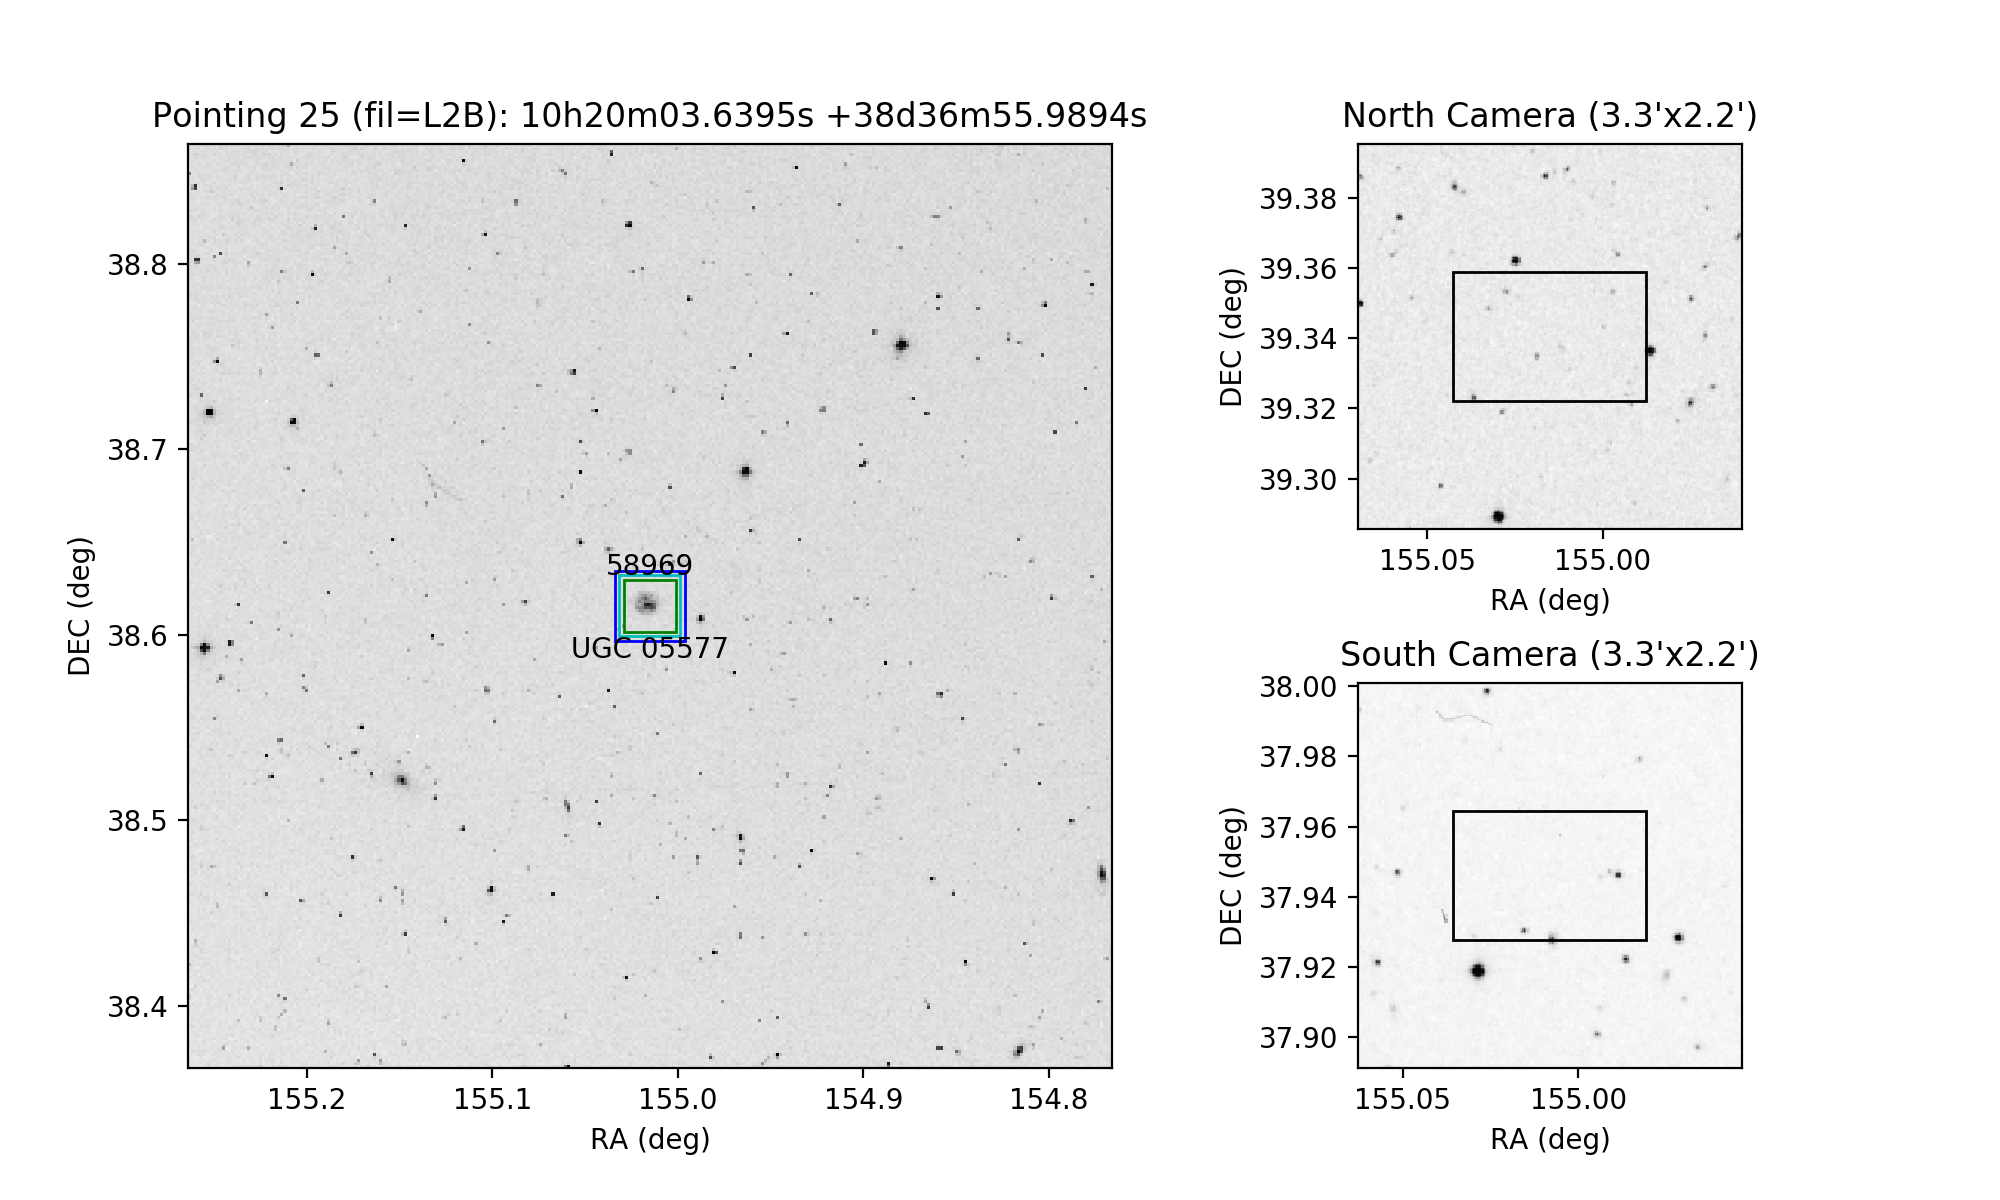 Pointing 25 (fil=L2B): 10h20m03.6395s +38d36m55.9894s
38.8
38.7
38.6
38.5
38.4
DEC (deg)
58969
UGC 05577
155.2 155.1 155.0 154.9 154.8
RA (deg)
North Camera (3.3'x2.2')
39.38
39.36
39.34
39.32
39.30
DEC (deg)
155.05 155.00
RA (deg)
South Camera (3.3'x2.2')
38.00
37.98
37.96
37.94
37.92
37.90
DEC (deg)
155.05 155.00
RA (deg)